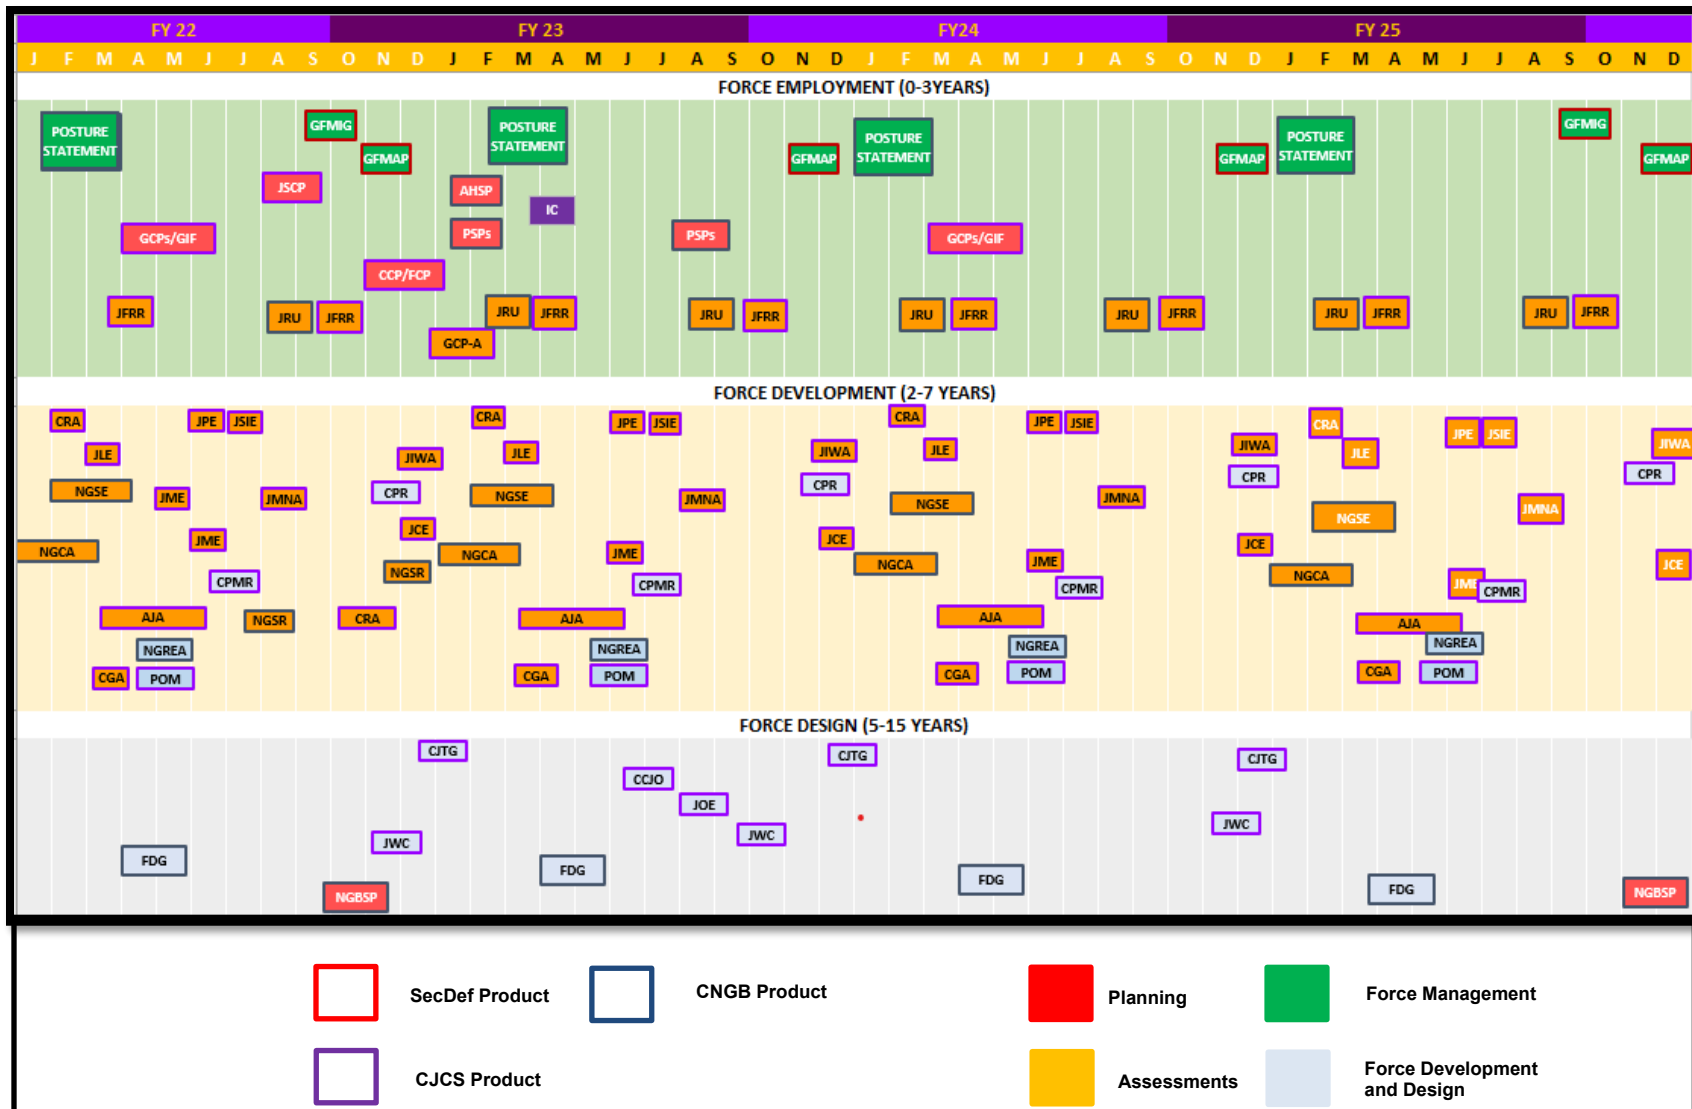 FY 22 FY 23 FY24 FY 25
J F M A M J J A S O N D J F M A M J J A S O N D J F M A M J J A S O N D J F M A M J J A S O N D
FORCE EMPLOYMENT (0-3YEARS)
POSTURE STATEMENT GFMIG POSTURE STATEMENT POSTURE STATEMENT POSTURE STATEMENT GFMIG
GFMAP GFMAP GFMAP GFMAP
JSCP AHSP
IC
GCPs/GIF PSPs PSPs GCPs/GIF
CCP/FCP
JFRR JRU JFRR JRU JFRR JRU JFRR JRU JFRR JRU JFRR JRU JFRR JRU JFRR
GCP-A
FORCE DEVELOPMENT (2-7 YEARS)
CRA JPE JSIE CRA JPE JSIE CRA JPE JSIE CRA JPE JSIE
JLE JIWA JLE JIWA JLE JIWA JLE JIWA
CPR CPR CPR CPR
NGSE JME JMNA NGSE JMNA NGSE JMNA NGSE JMNA
JME JCE JCE JCE JCE
NGCA NGCA JME NGCA JME NGCA JME
CPMR NGSR CPMR CPMR CPMR
AJA NGSR CRA AJA AJA AJA
NGREA NGREA NGREA NGREA
CGA POM CGA POM CGA POM CGA POM
FORCE DESIGN (5-15 YEARS)
CJTG CJTG CJTG
CCJO
JOE
JWC JWC JWC
FDG FDG FDG FDG
NGBSP NGBSP
SecDef Product CNGB Product Planning Force Management
CJCS Product Assessments Force Development
and Design